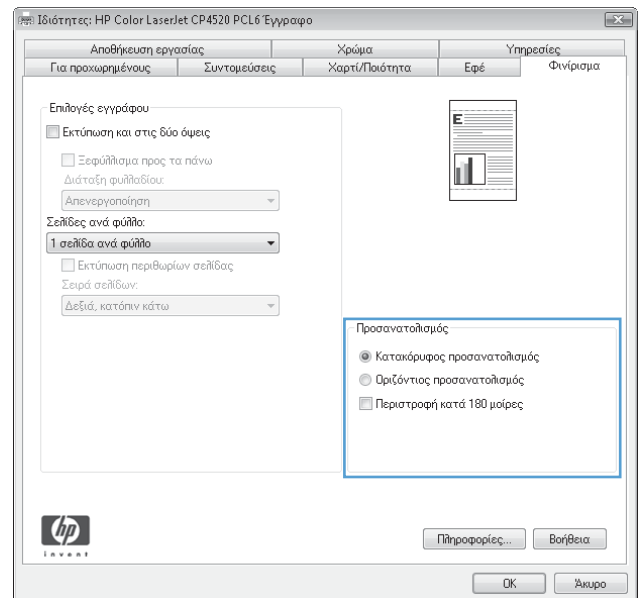 Ιδιότητες: HP Color LaserJet CP4520 PCL6 Έγγραφο
Αποθήκευση εργασίας Χρώμα Υπηρεσίες
Για προχωρημένους Συντομεύσεις Χαρτί/Ποιότητα Εφέ Φινίρισμα
Επιλογές εγγράφου
Εκτύπωση και στις δύο όψεις
Ξεφύλλισμα προς τα πάνω
Διάταξη φυλλαδίου:
Απενεργοποίηση
Σελίδες ανά φύλλο:
1 σελίδα ανά φύλλο
Εκτύπωση περιθωρίων σελίδας
Σειρά σελίδων:
Δεξιά, κατόπιν κάτω
E
Προσανατολισμός
Κατακόρυφος προσανατολισμός
Οριζόντιος προσανατολισμός
Περιστροφή κατά 180 μοίρες
hp
invent
Πληροφορίες... Βοήθεια
OK Άκυρο